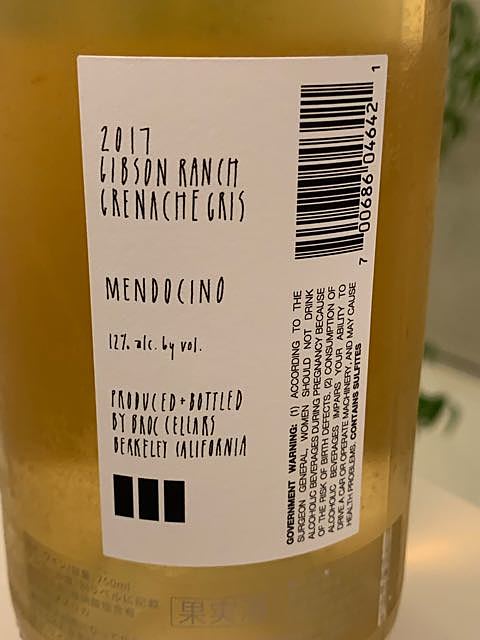 2017
GIBSON RANCH
GRENACHE GRIS
MENDOCINO
12% alc. by vol.
PRODUCED + BOTTLED
BY BROC CELLARS
BERKELEY CALIFORNIA
7 00686 04642 1
GOVERNMENT WARNING: (1) ACCORDING TO THE
SURGEON GENERAL, WOMEN SHOULD NOT DRINK
ALCOHOLIC BEVERAGES DURING PREGNANCY BECAUSE
OF THE RISK OF BIRTH DEFECTS. (2) CONSUMPTION OF
ALCOHOLIC BEVERAGES IMPAIRS YOUR ABILITY TO
DRIVE A CAR OR OPERATE MACHINERY, AND MAY CAUSE
HEALTH PROBLEMS. CONTAINS SULFITES
750ml
果実